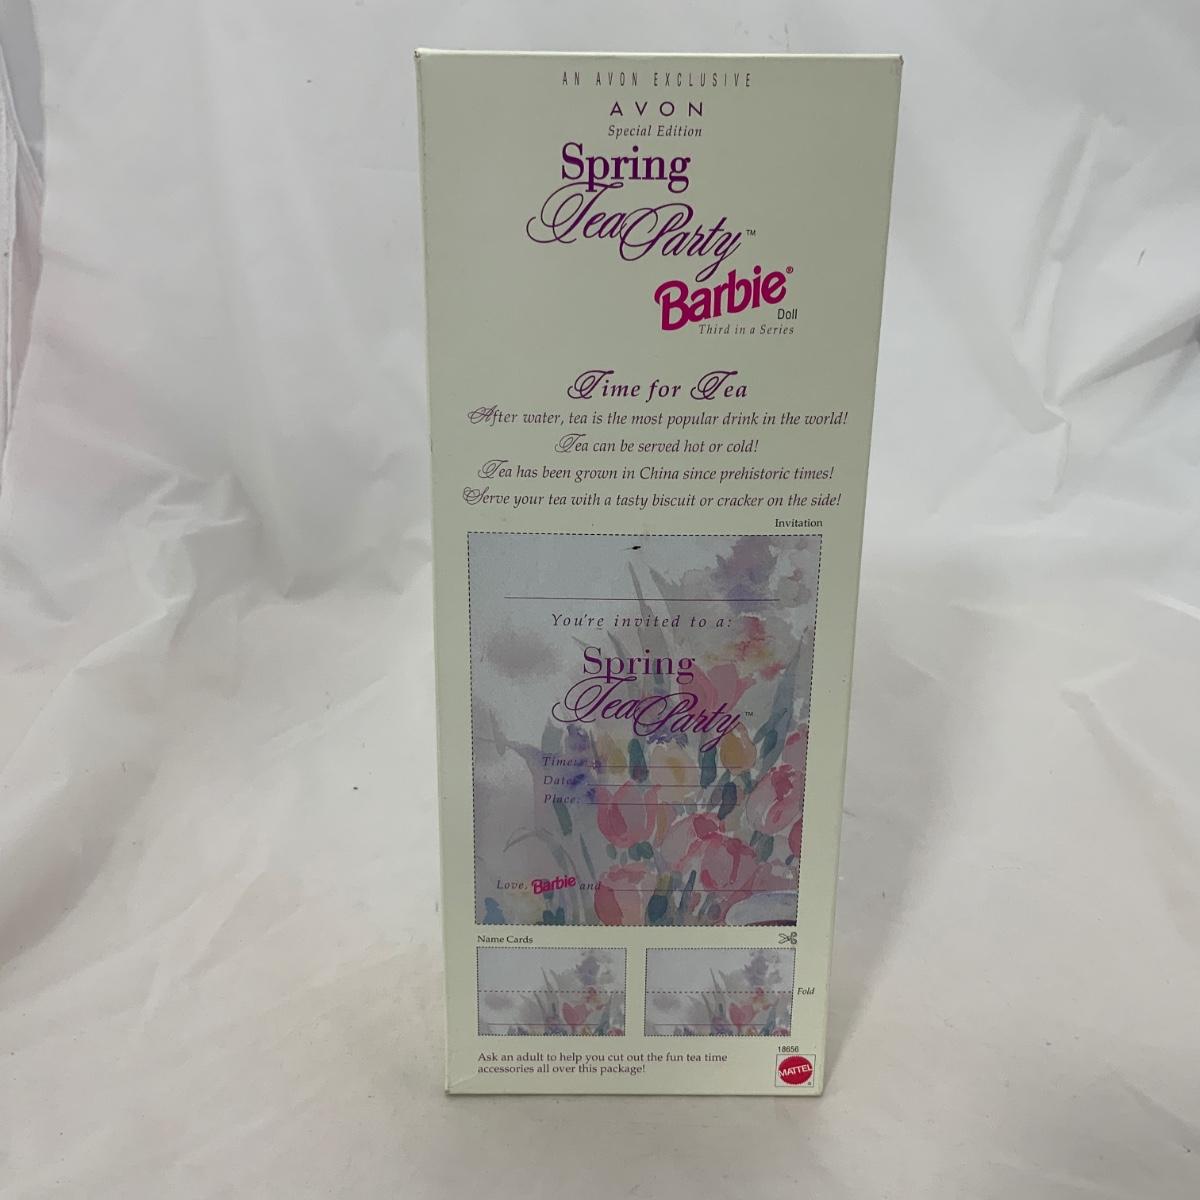 AN AVON EXCLUSIVE
AVON
Special Edition
Spring
Tea Party™
Barbie®
Doll
Third in a Series
Time for Tea
After water, tea is the most popular drink in the world!
Tea can be served hot or cold!
Tea has been grown in China since prehistoric times!
Serve your tea with a tasty biscuit or cracker on the side!
Invitation
You're invited to a:
Spring
Tea Party™
Time:
Date:
Place:
Love, Barbie and
Name Cards
Fold
Ask an adult to help you cut out the fun tea time
accessories all over this package!
18656
MATTEL®